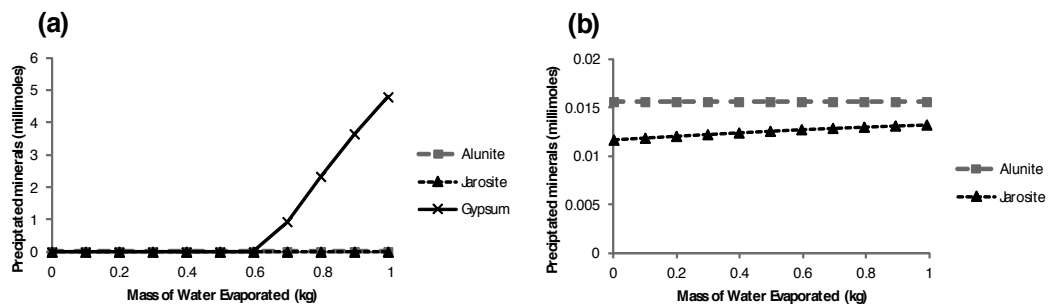 (a)
Preciptated minerals (millimoles)
6
5
4
3
2
1
0
0
0.2
0.4
0.6
0.8
1
Mass of Water Evaporated (kg)
Alunite
Jarosite
Gypsum
(b)
Preciptated minerals (millimoles)
0.02
0.015
0.01
0.005
0
0
0.2
0.4
0.6
0.8
1
Mass of Water Evaporated (kg)
Alunite
Jarosite